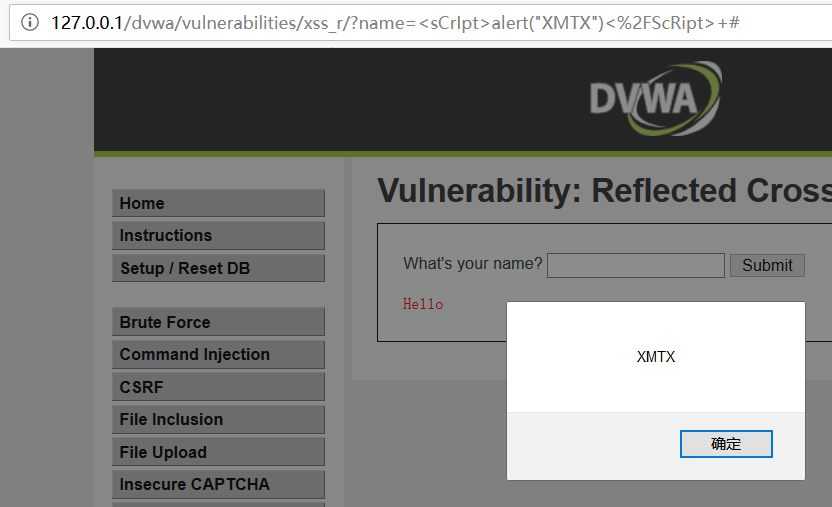 127.0.0.1/dvwa/vulnerabilities/xss_r/?name=<sCrIpt>alert("XMTX")<%2FScRipt>+#
DVWA
Vulnerability: Reflected Cross
Home
Instructions
Setup / Reset DB
Brute Force
Command Injection
CSRF
File Inclusion
File Upload
Insecure CAPTCHA
What's your name?
Submit
Hello
XMTX
确定